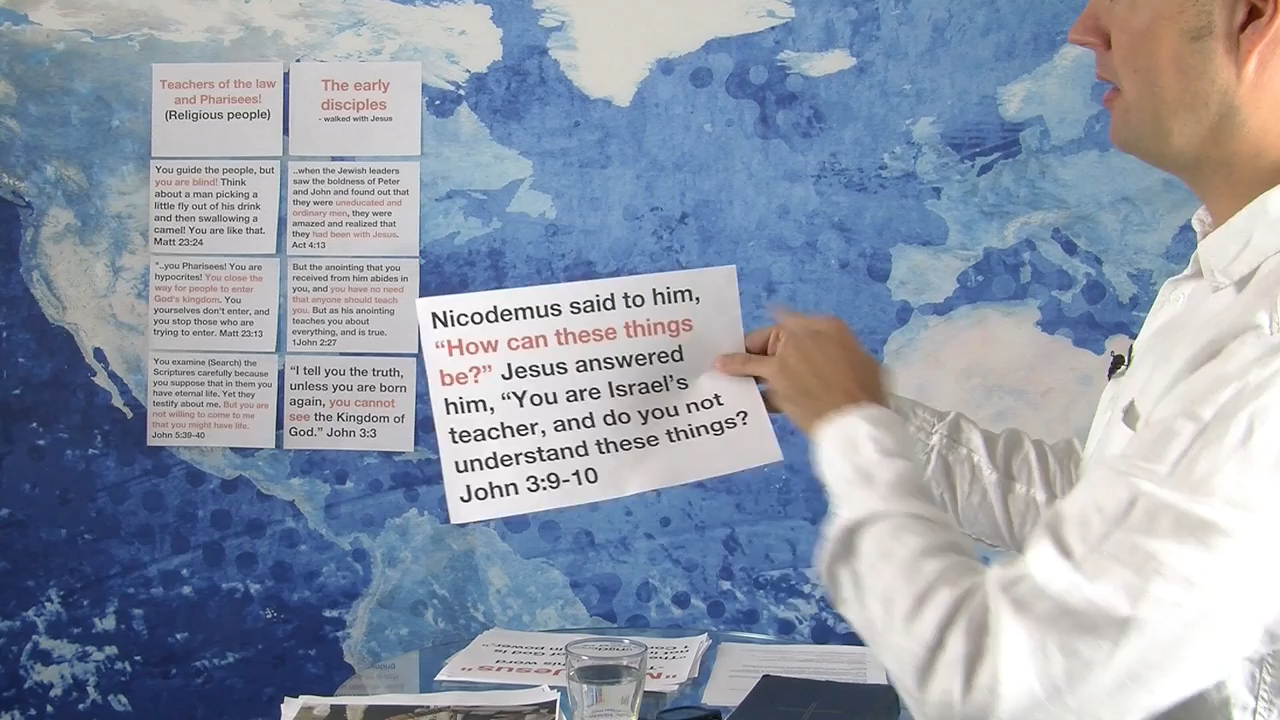 Teachers of the law
and Pharisees!
(Religious people)
The early
disciples
- walked with Jesus
You guide the people, but
you are blind! Think
about a man picking a
little fly out of his drink
and then swallowing a
camel! You are like that.
Matt 23:24
..when the Jewish leaders
saw the boldness of Peter
and John and found out that
they were uneducated and
ordinary men, they were
amazed and realized that
they had been with Jesus.
Act 4:13
"..you Pharisees! You are
hypocrites! You close the
way for people to enter
God's kingdom. You
yourselves don't enter, and
you stop those who are
trying to enter. Matt 23:13
But the anointing that you
received from him abides in
you, and you have no need
that anyone should teach
you. But as his anointing
teaches you about
everything, and is true.
1John 2:27
You examine (Search) the
Scriptures carefully because
you suppose that in them you
have eternal life. Yet they
testify about me. But you are
not willing to come to me
that you might have life.
John 5:39-40
"I tell you the truth,
unless you are born
again, you cannot
see the Kingdom of
God." John 3:3
Nicodemus said to him,
“How can these things
be?” Jesus answered
him, “You are Israel’s
teacher, and do you not
understand these things?
John 3:9-10